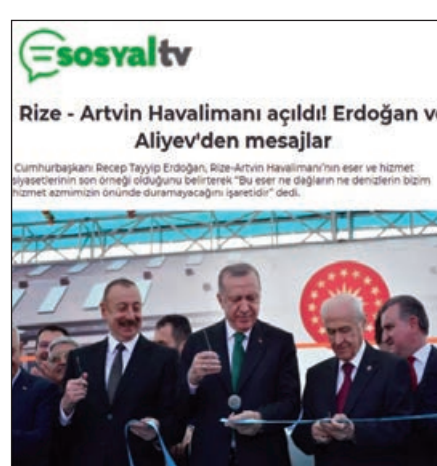 sosyaltv
Rize - Artvin Havalimanı açıldı! Erdoğan ve
Aliyev'den mesajlar
Cumhurbaşkanı Recep Tayyip Erdoğan, Rize-Artvin Havalimanı'nın eser ve hizmet
siyasetlerinin son örneği olduğunu belirterek "Bu eser ne dağların ne denizlerin bizim
hizmet azmimizin önünde duramayacağını işaretidir" dedi.